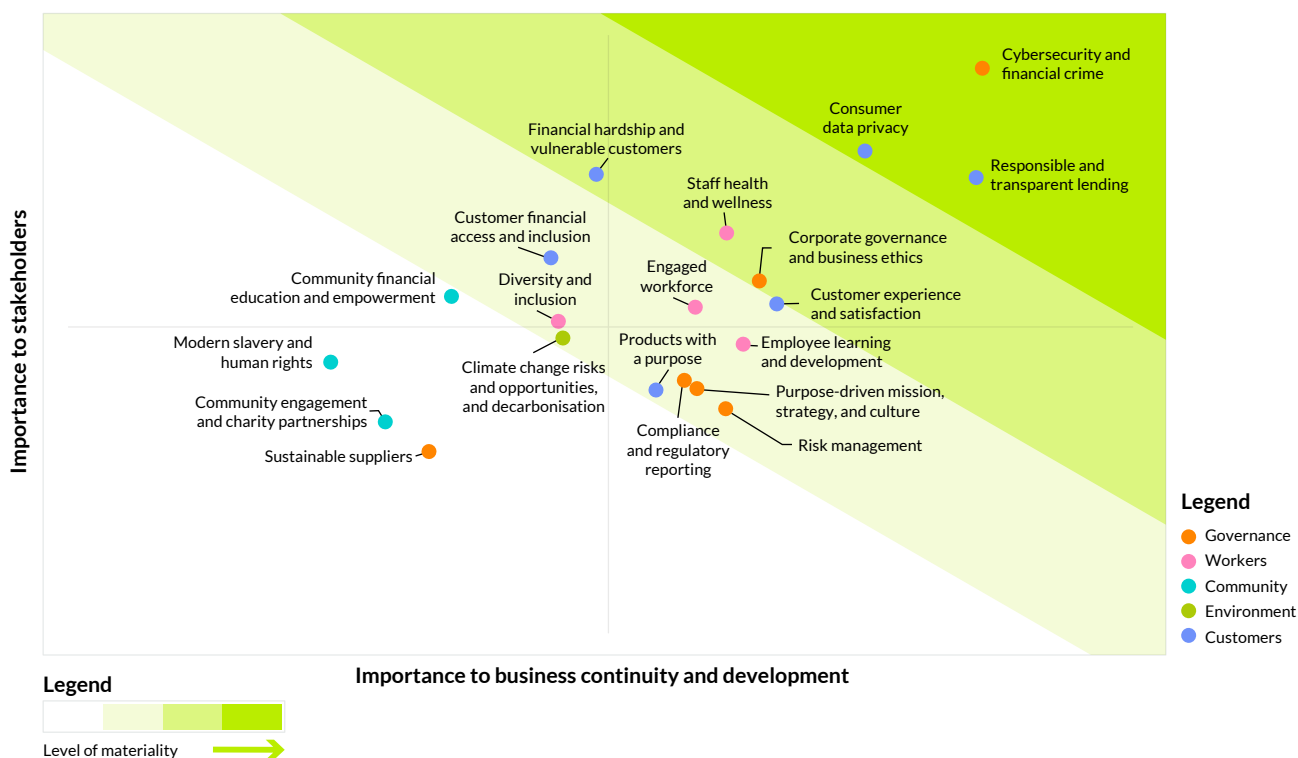 Cybersecurity and
financial crime
Consumer
data privacy
Financial hardship and
vulnerable customers
Responsible and
transparent lending
Staff health
and wellness
Customer financial
access and inclusion
Corporate governance
and business ethics
Engaged
workforce
Community financial
education and empowerment
Diversity and
inclusion
Customer experience
and satisfaction
Importance to stakeholders
Modern slavery and
human rights
Products with
a purpose
Employee learning
and development
Climate change risks
and opportunities,
and decarbonisation
Purpose-driven mission,
strategy, and culture
Community engagement
and charity partnerships
Compliance
and regulatory
reporting
Risk management
Sustainable suppliers
Legend
Governance
Workers
Community
Environment
Customers
Importance to business continuity and development
Legend
Level of materiality